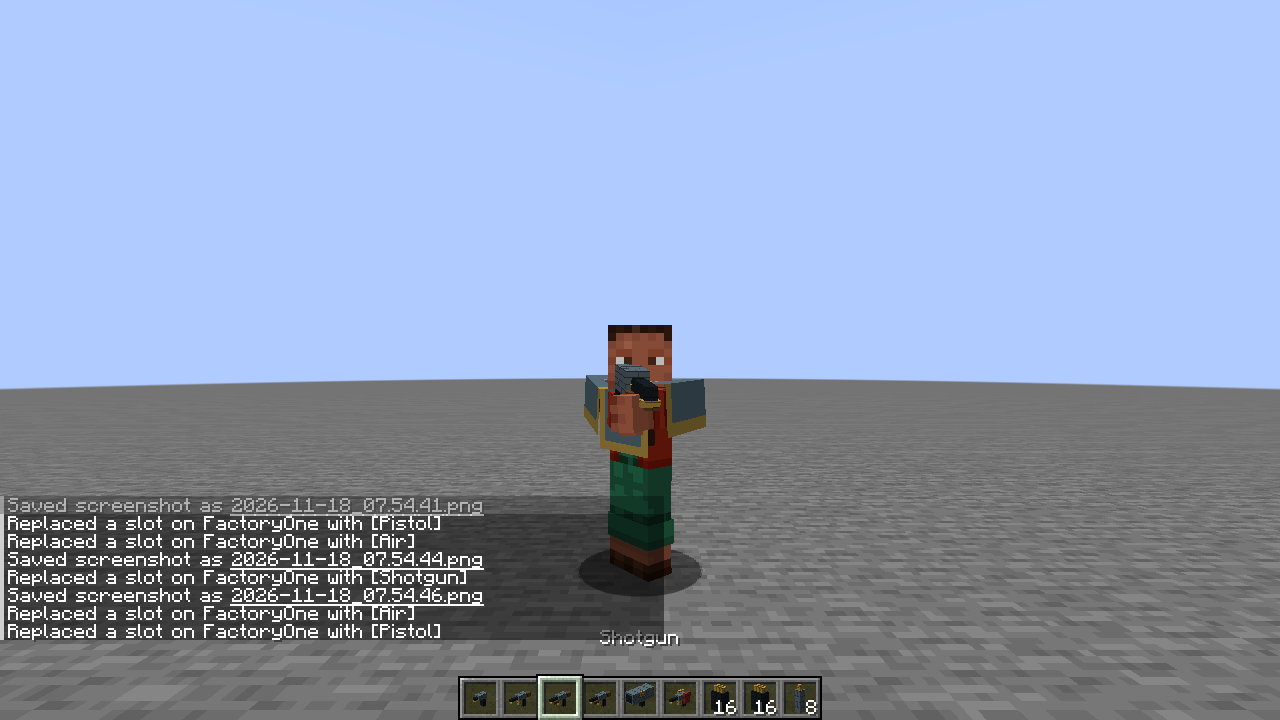 Saved screenshot as 2026-11-18_07.54.41.png
Replaced a slot on FactoryOne with [Pistol]
Replaced a slot on FactoryOne with [Air]
Saved screenshot as 2026-11-18_07.54.44.png
Replaced a slot on FactoryOne with [Shotgun]
Saved screenshot as 2026-11-18_07.54.46.png
Replaced a slot on FactoryOne with [Air]
Replaced a slot on FactoryOne with [Pistol]
Shotgun
16 16 8